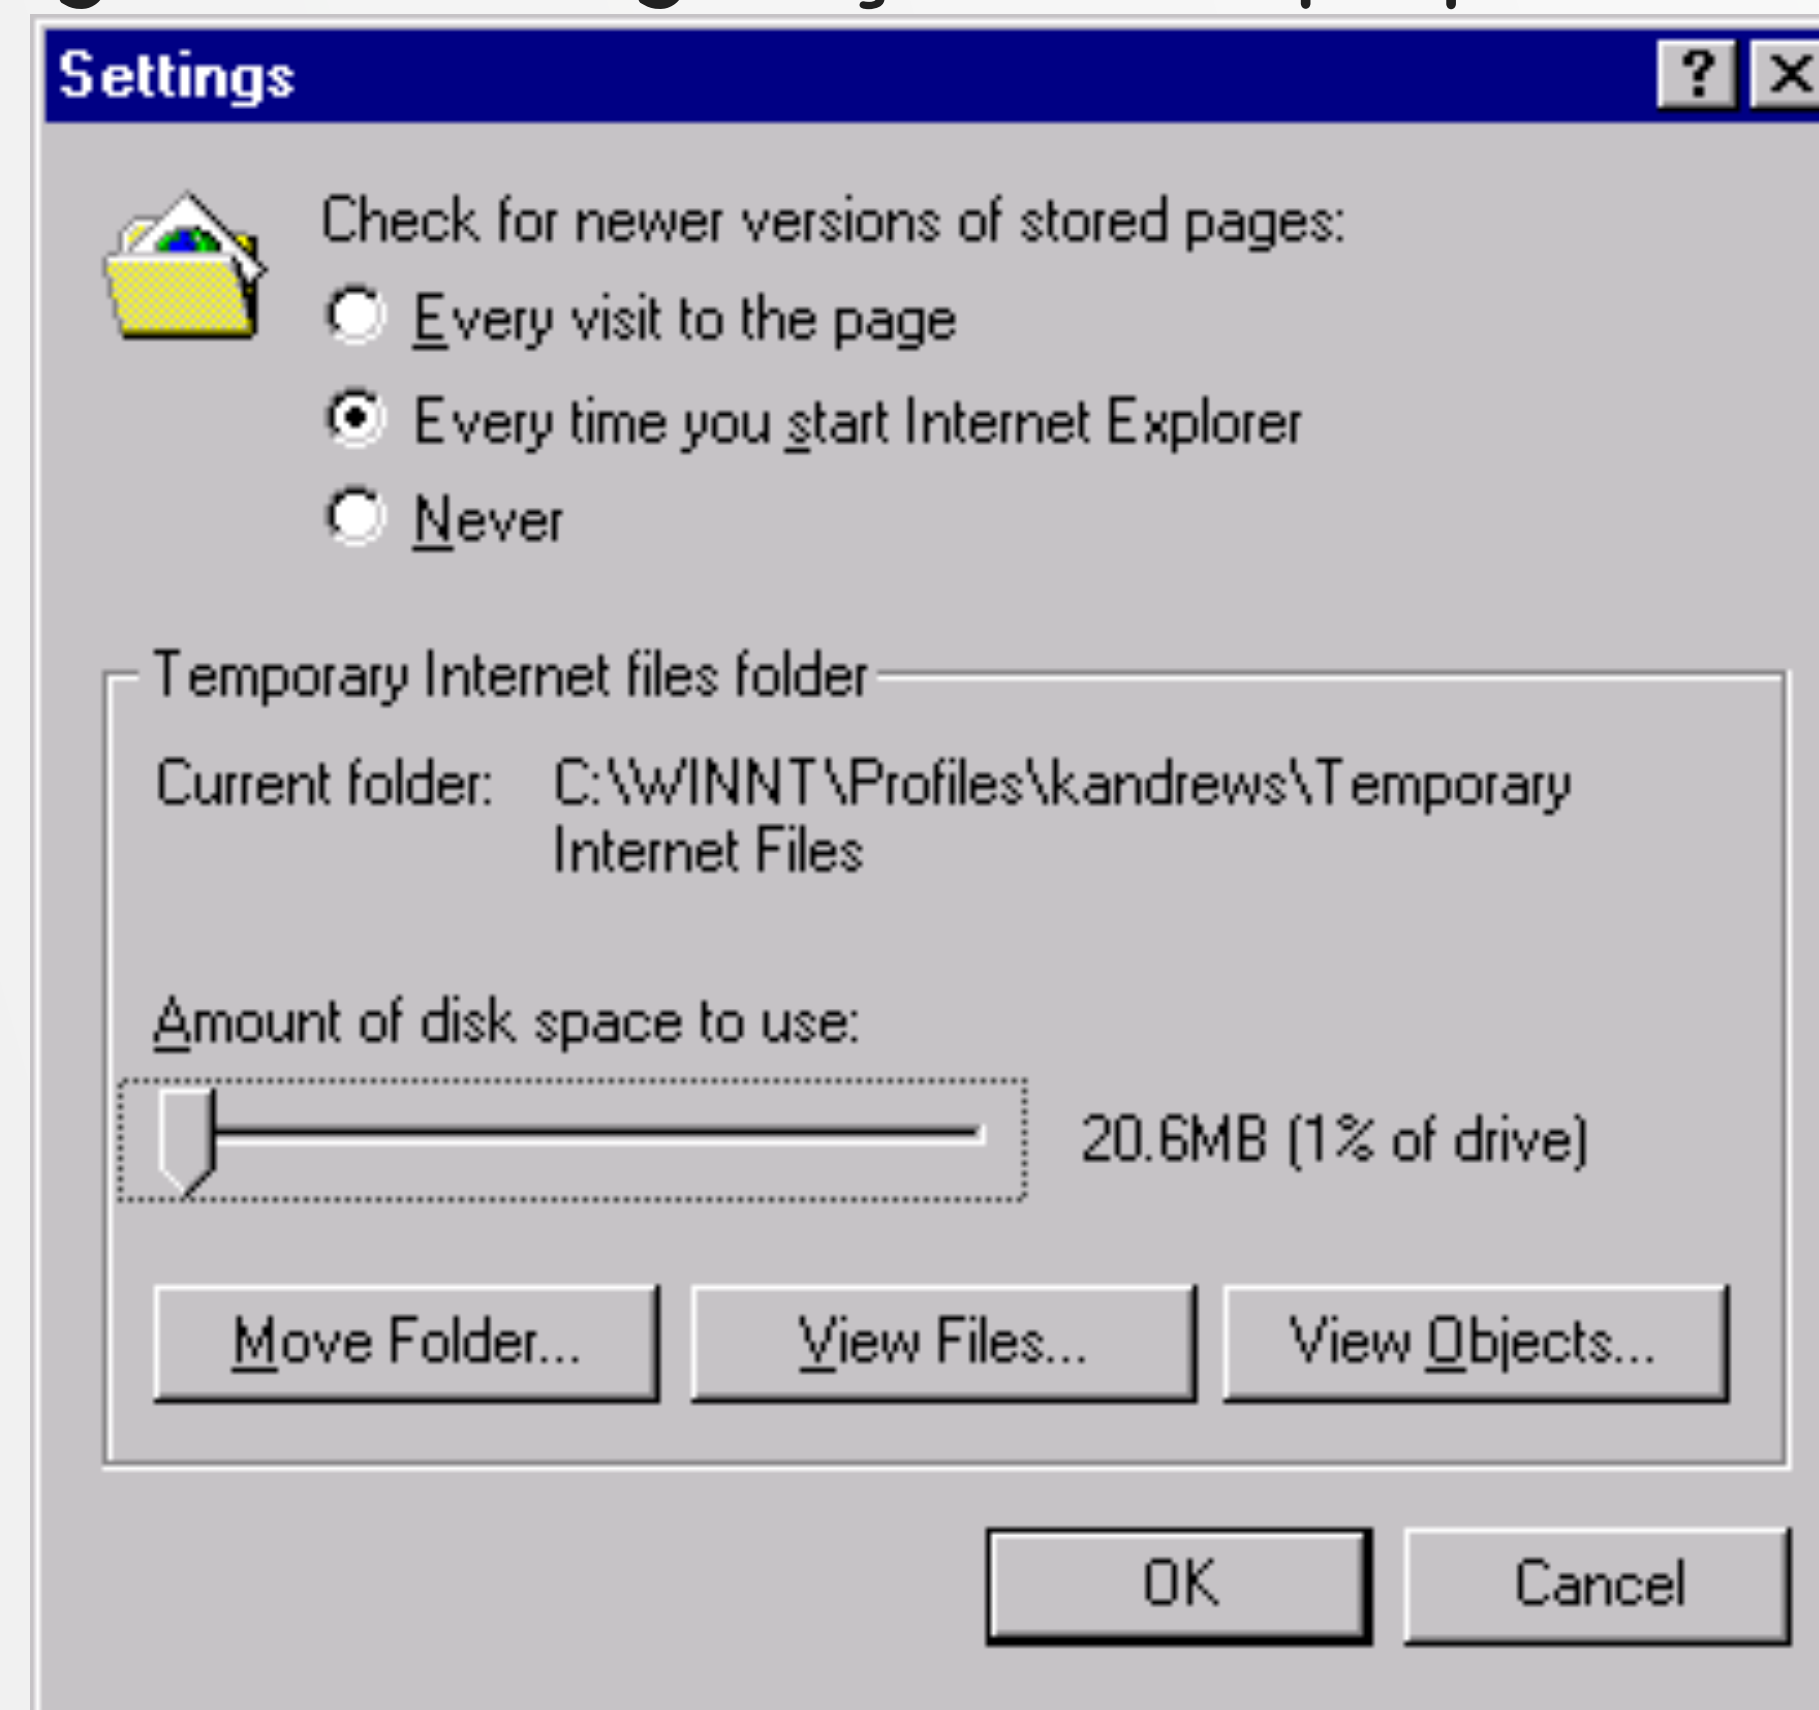 Settings
Check for newer versions of stored pages:
Every visit to the page
Every time you start Internet Explorer
Never
Temporary Internet files folder
Current folder: C:\WINNT\Profiles\kandrews\Temporary
Internet Files
Amount of disk space to use:
20.6MB (1% of drive)
Move Folder... View Files... View Objects...
OK Cancel